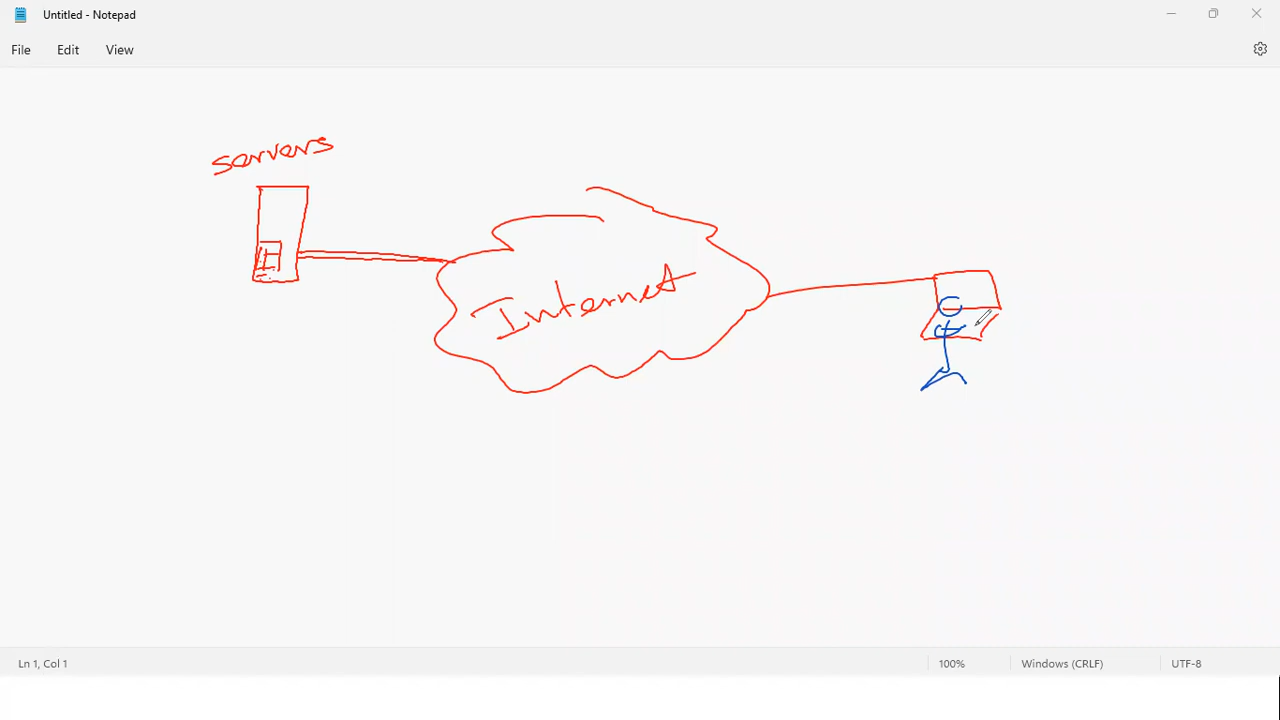 Untitled - Notepad
File Edit View
servers
Internet
Ln 1, Col 1 100% Windows (CRLF) UTF-8